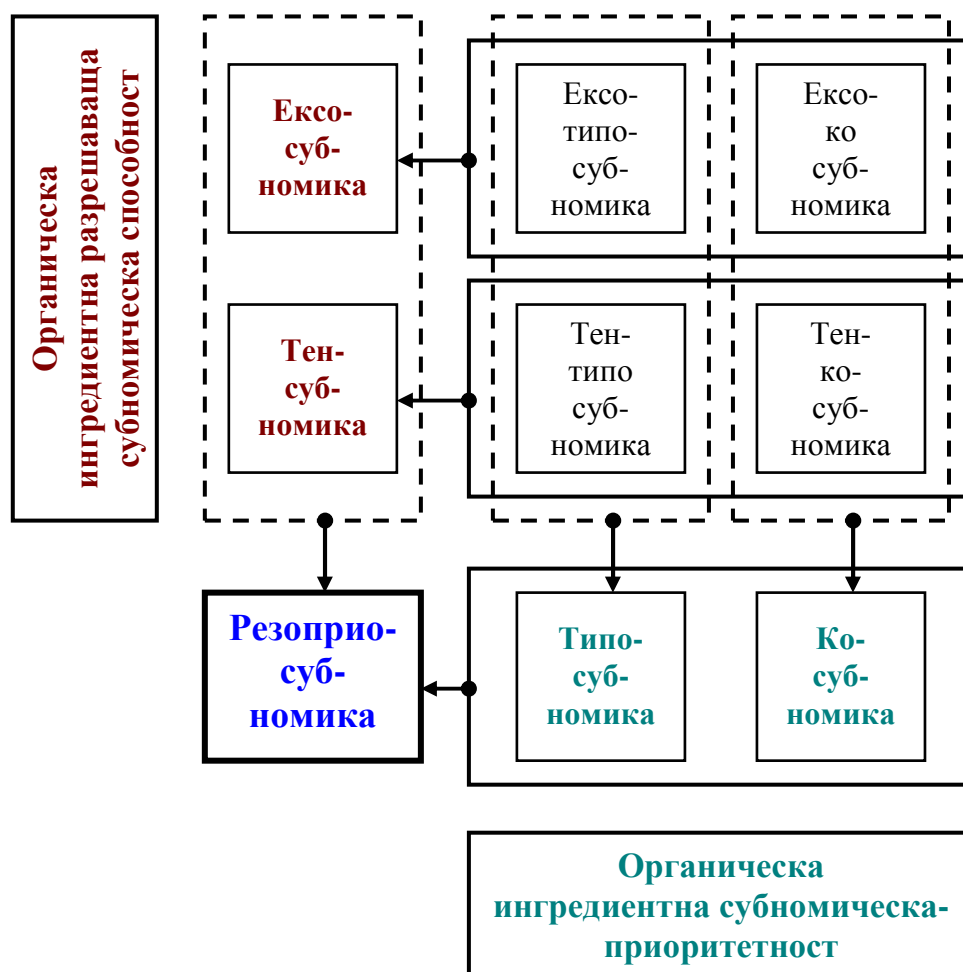 Органическа
ингредиентна разрешаваща
субномическа способност
Ексо-
суб-
номика
Ексо-
типо-
суб-
номика
Ексо-
ко
суб-
номика
Тен-
суб-
номика
Тен-
типо
суб-
номика
Тен-
ко-
суб-
номика
Резоприо-
суб-
номика
Типо-
суб-
номика
Ко-
суб-
номика
Органическа
ингредиентна субномическа-
приоритетност